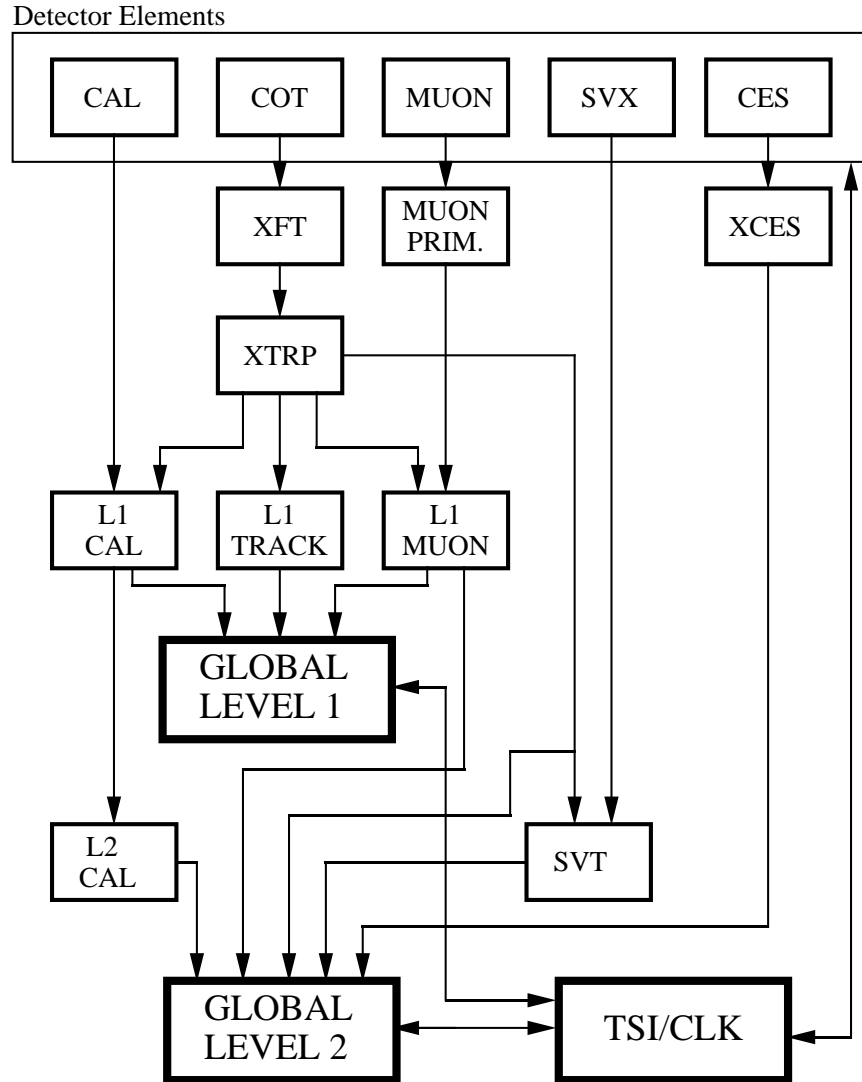 Detector Elements
CAL
COT
MUON
SVX
CES
XFT
MUON
PRIM.
XCES
XTRP
L1
CAL
L1
TRACK
L1
MUON
GLOBAL
LEVEL 1
L2
CAL
SVT
GLOBAL
LEVEL 2
TSI/CLK